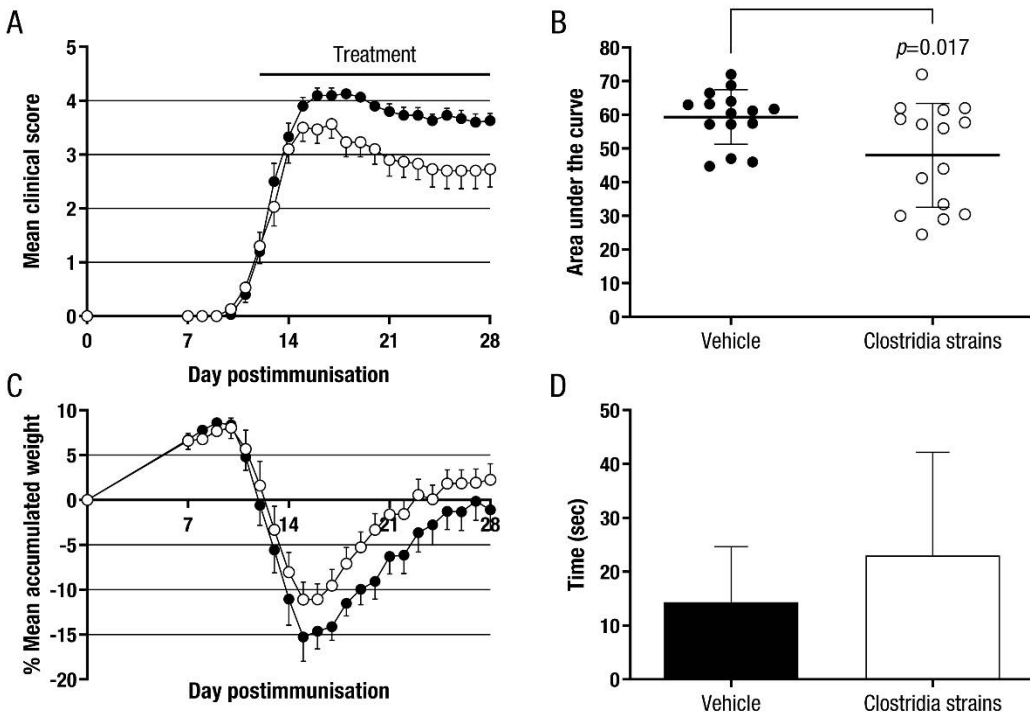 A
Treatment
5
4
3
2
1
0
Mean clinical score
0 7 14 21 28
Day postimmunisation
B
p=0.017
80
70
60
50
40
30
20
10
0
Area under the curve
Vehicle Clostridia strains
C
10
5
0
-5
-10
-15
-20
% Mean accumulated weight
7 14 21 28
Day postimmunisation
D
50
40
30
20
10
0
Time (sec)
Vehicle Clostridia strains